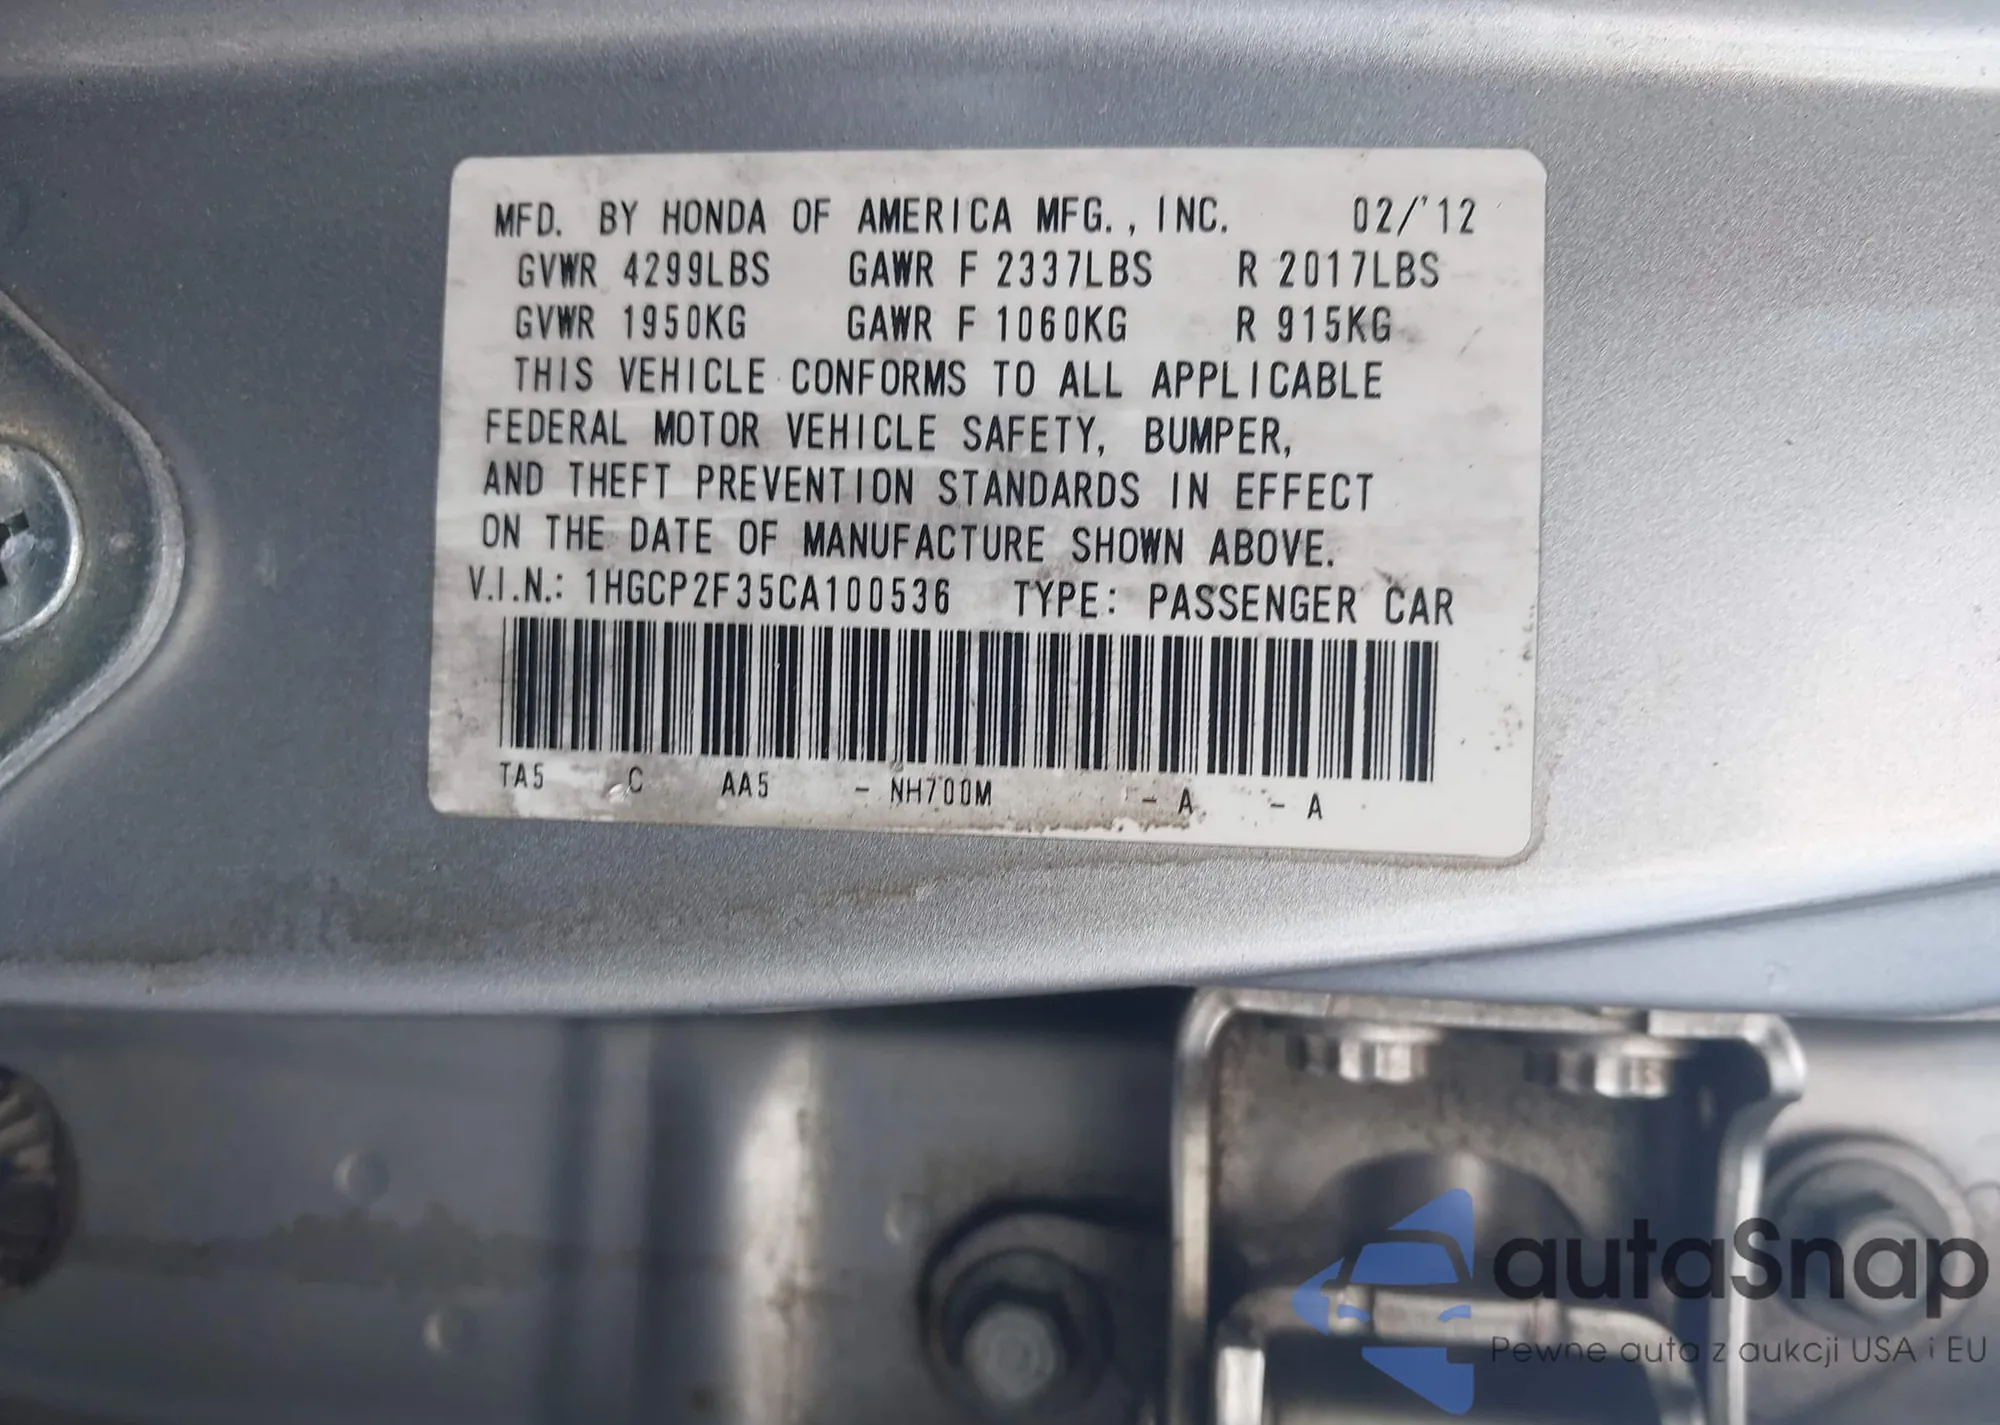 MFD. BY HONDA OF AMERICA MFG., INC. 02/'12
GVWR 4299LBS GAWR F 2337LBS R 2017LBS
GVWR 1950KG GAWR F 1060KG R 915KG
THIS VEHICLE CONFORMS TO ALL APPLICABLE
FEDERAL MOTOR VEHICLE SAFETY, BUMPER,
AND THEFT PREVENTION STANDARDS IN EFFECT
ON THE DATE OF MANUFACTURE SHOWN ABOVE.
V.I.N.: 1HGCP2F35CA100536 TYPE: PASSENGER CAR
TA5 C AA5 - NH700M - A - A
autaSnap
Pewne auta z aukcji USA i EU